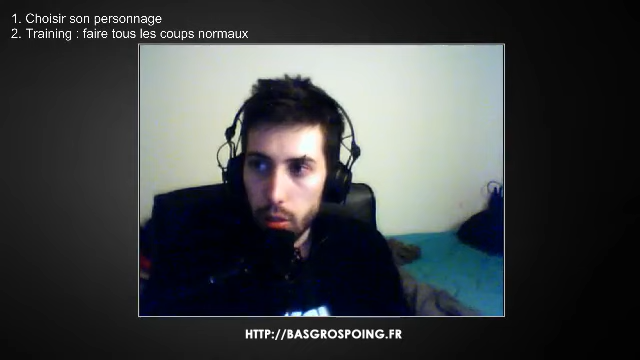 1. Choisir son personnage
2. Training : faire tous les coups normaux
HTTP://BASGROSPOING.FR